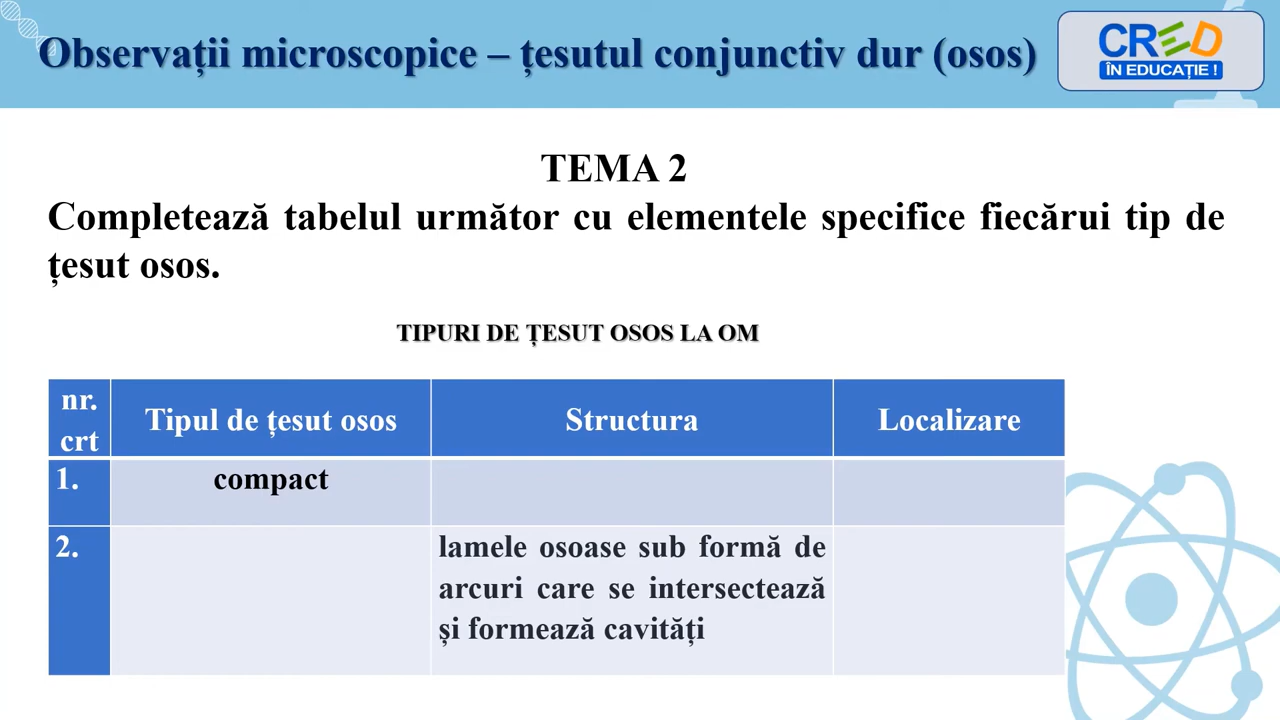 Observații microscopice – țesutul conjunctiv dur (osos)
CRED
ÎN EDUCAȚIE !
TEMA 2
Completează tabelul următor cu elementele specifice fiecărui tip de
țesut osos.
TIPURI DE ȚESUT OSOS LA OM
nr.
crt
Tipul de țesut osos
Structura
Localizare
1.
compact
2.
lamele osoase sub formă de
arcuri care se intersectează
și formează cavități